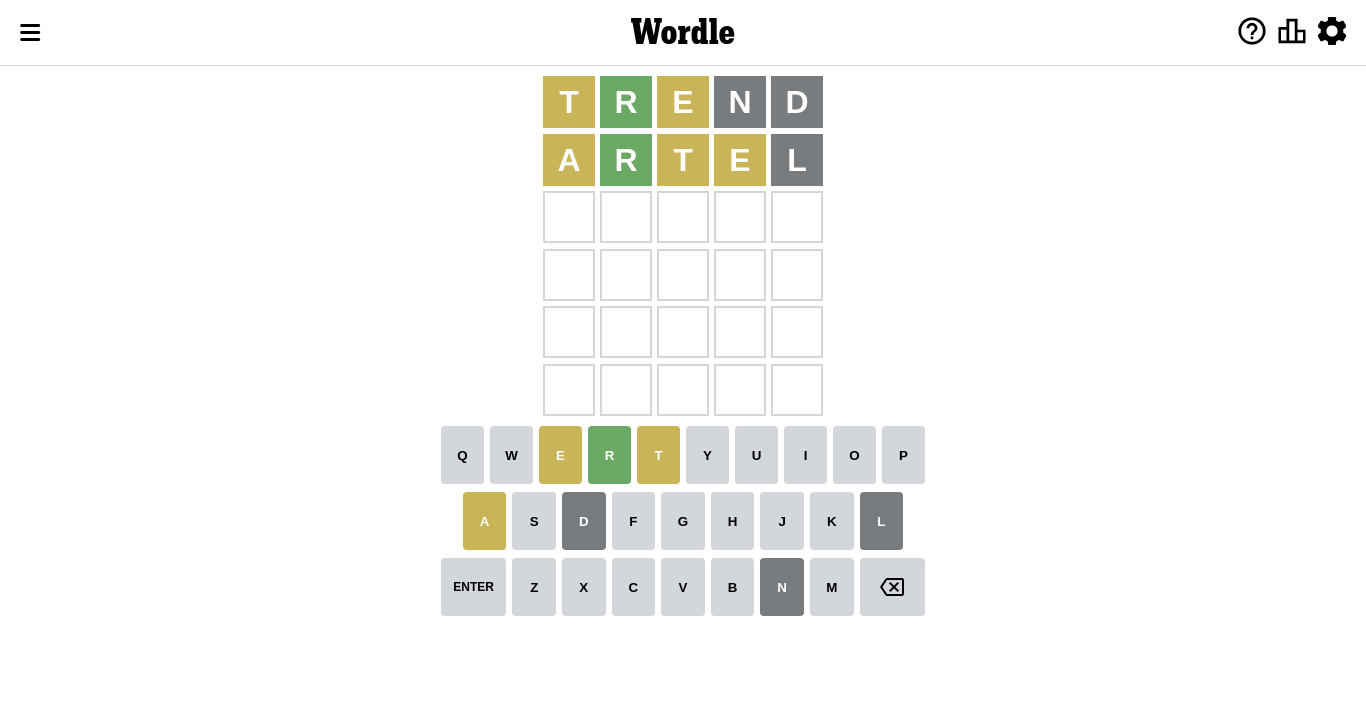 Wordle
T R E N D
A R T E L
Q W E R T Y U I O P
A S D F G H J K L
ENTER Z X C V B N M